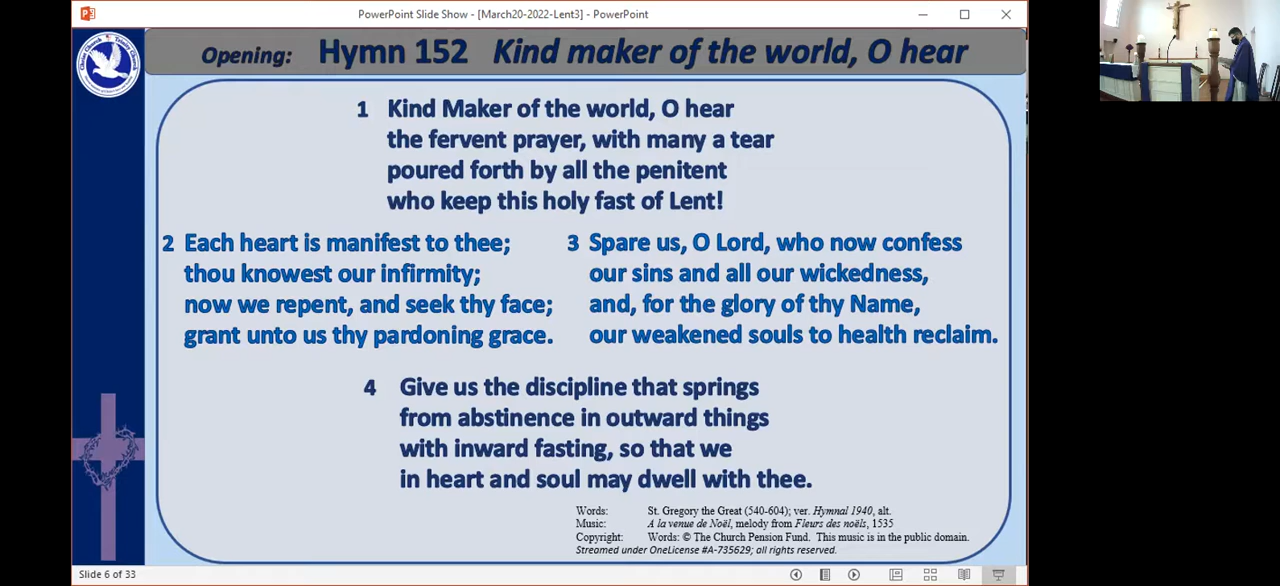 PowerPoint Slide Show - [March20-2022-Lent3] - PowerPoint
Opening: Hymn 152 Kind maker of the world, O hear
1 Kind Maker of the world, O hear
the fervent prayer, with many a tear
poured forth by all the penitent
who keep this holy fast of Lent!
2 Each heart is manifest to thee;
thou knowest our infirmity;
now we repent, and seek thy face;
grant unto us thy pardoning grace.
3 Spare us, O Lord, who now confess
our sins and all our wickedness,
and, for the glory of thy Name,
our weakened souls to health reclaim.
4 Give us the discipline that springs
from abstinence in outward things
with inward fasting, so that we
in heart and soul may dwell with thee.
Words: St. Gregory the Great (540-604); ver. Hymnal 1940, alt.
Music: A la venue de Noël, melody from Fleurs des noëls, 1535
Copyright: Words: © The Church Pension Fund. This music is in the public domain.
Streamed under OneLicense #A-735629; all rights reserved.
Slide 6 of 33